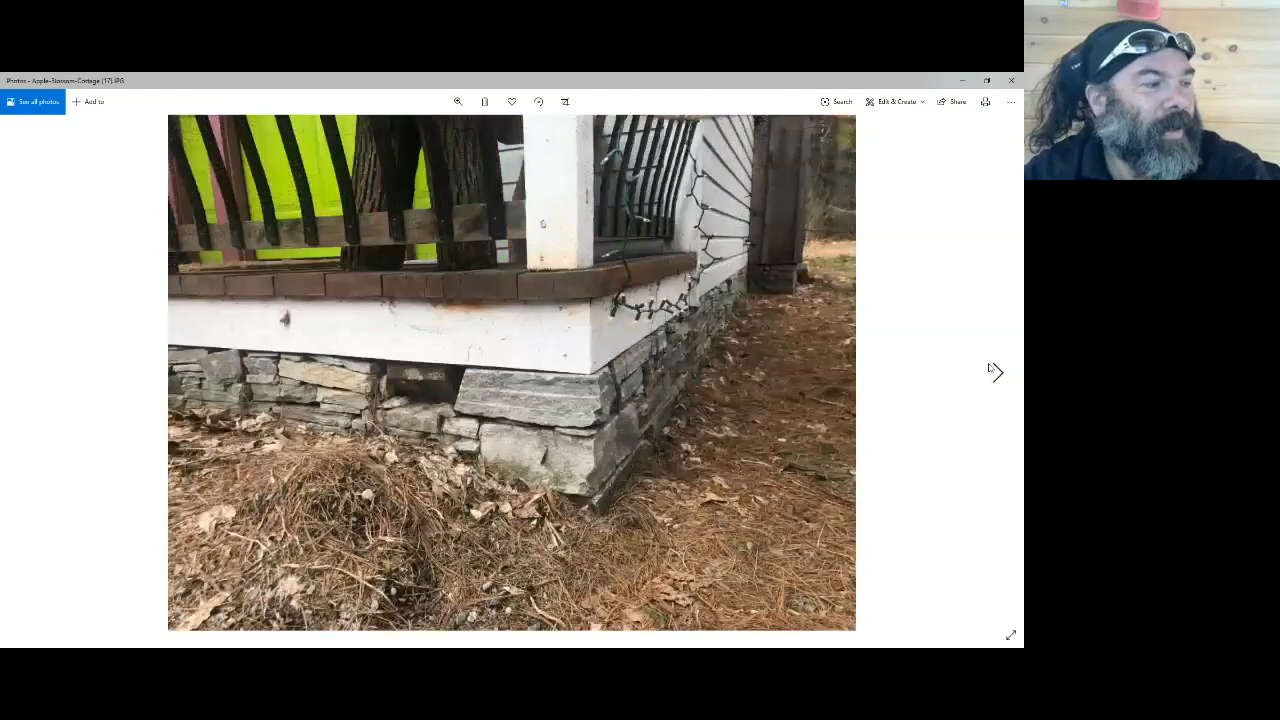 Photos - Apple-Blossom-Cottage (17).JPG
See all photos
Add to
Search
Edit & Create
Share